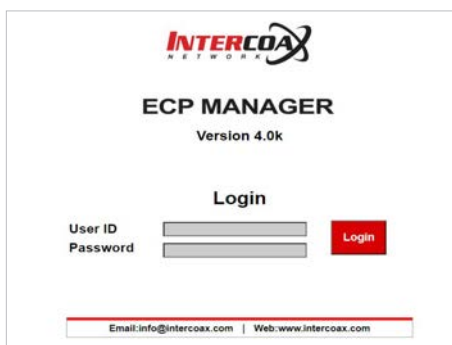 INTERCOAX
NETWORK
ECP MANAGER
Version 4.0k
Login
User ID
Password
Login
Email:info@intercoax.com | Web:www.intercoax.com